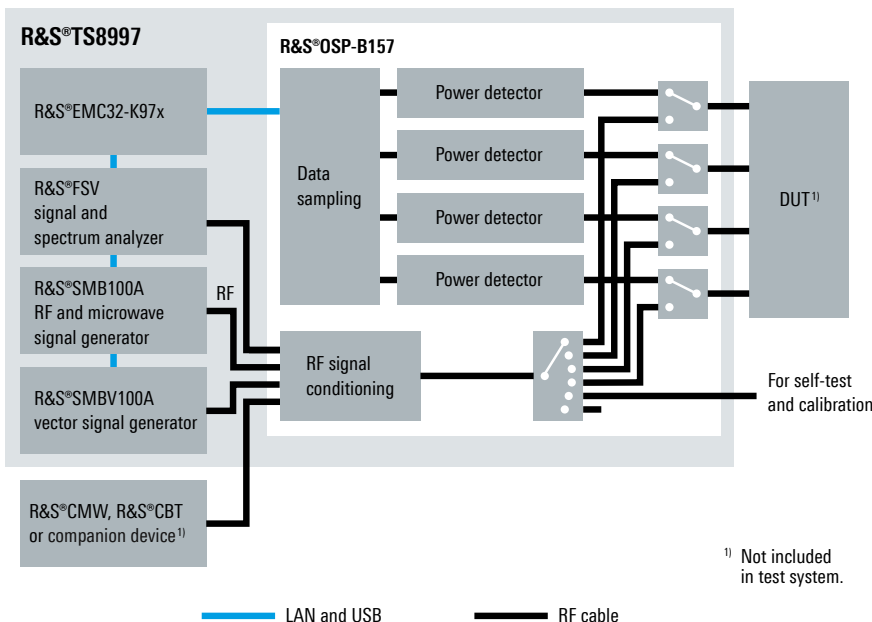 R&S®TS8997
R&S®OSP-B157
R&S®EMC32-K97x
R&S®FSV
signal and
spectrum analyzer
R&S®SMB100A
RF and microwave
signal generator
R&S®SMBV100A
vector signal generator
R&S®CMW, R&S®CBT
or companion device¹⁾
RF
Data
sampling
Power detector
Power detector
Power detector
Power detector
RF signal
conditioning
DUT¹⁾
For self-test
and calibration
¹⁾ Not included
in test system.
LAN and USB
RF cable